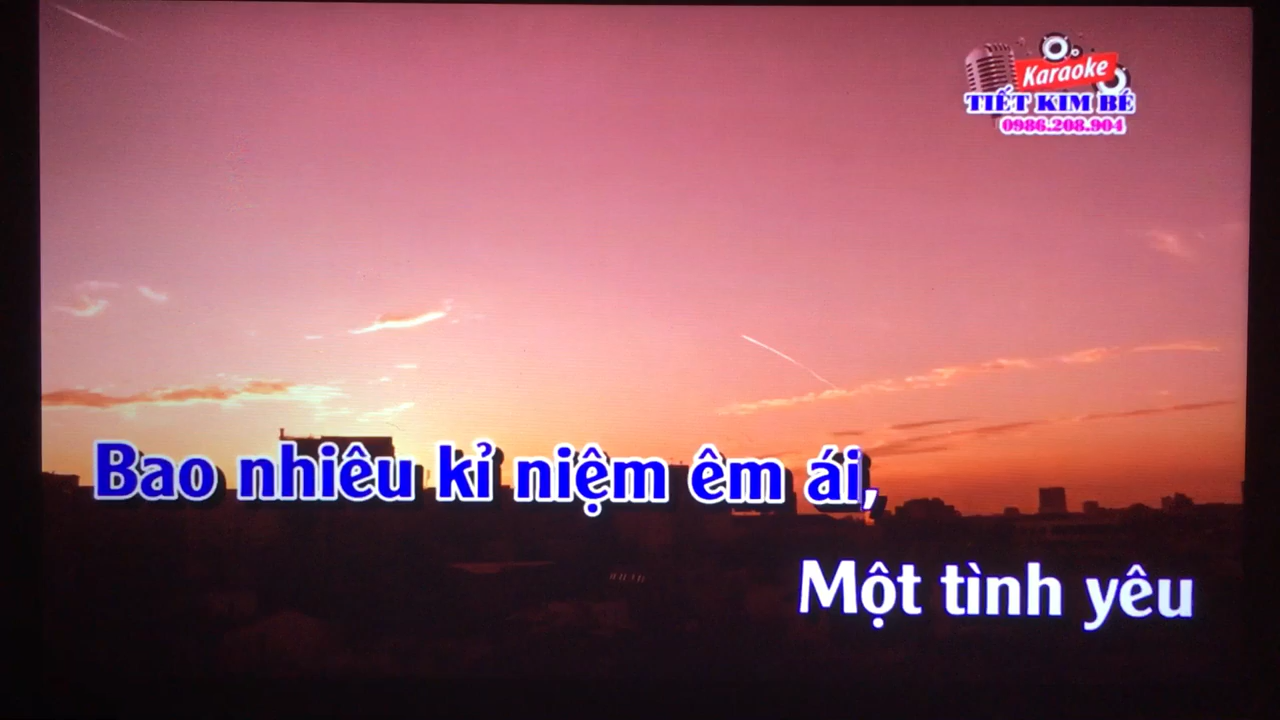 Karaoke
TIẾT KIM BÉ
0986.208.904
Bao nhiêu kỉ niệm êm ái,
Một tình yêu